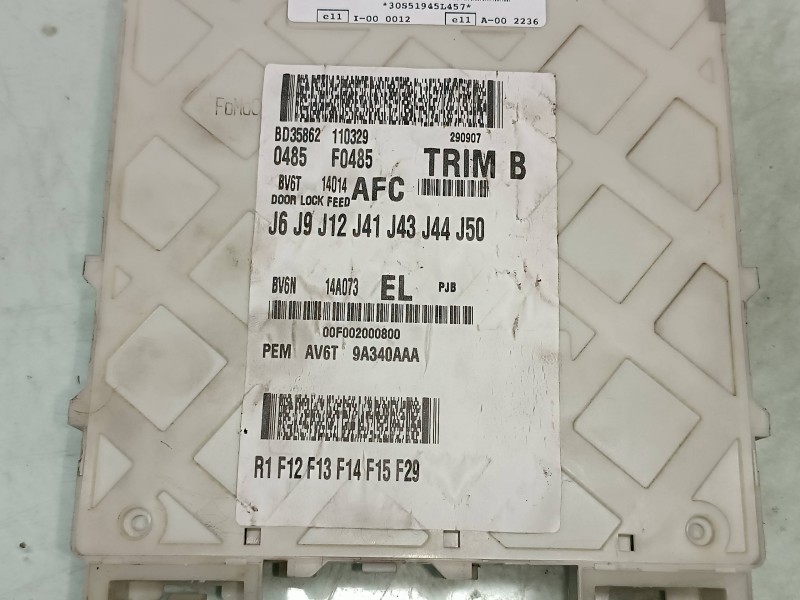 *30S51945L457*
e11 I-00 0012 e11 A-00 2236
FoMoCo
BD35862 110329 290907
0485 F0485 TRIM B
BV6T 14014 AFC
DOOR LOCK FEED
J6 J9 J12 J41 J43 J44 J50
BV6N 14A073 EL PJB
00F002000800
PEM AV6T 9A340AAA
R1 F12 F13 F14 F15 F29